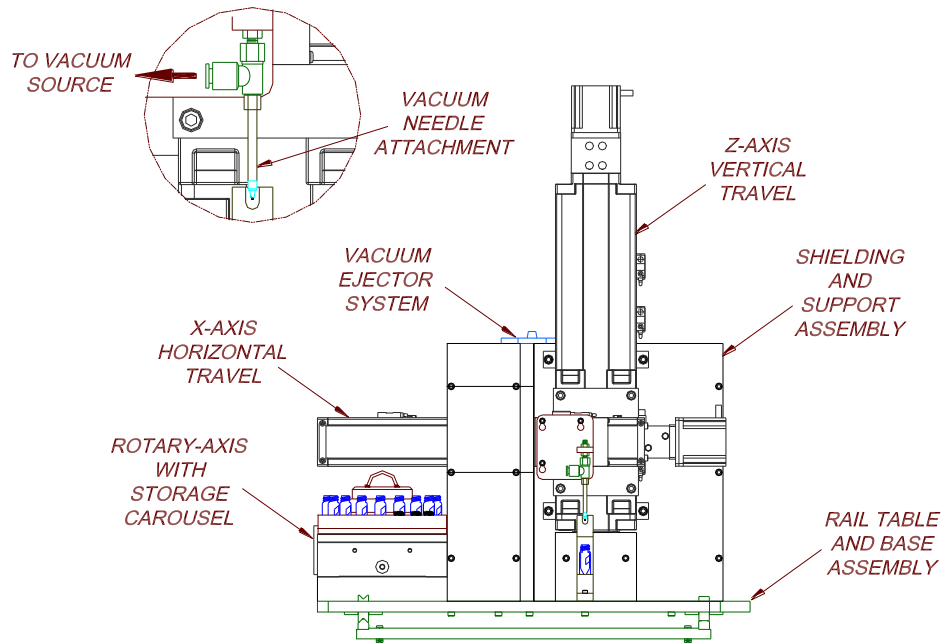 TO VACUUM
SOURCE
VACUUM
NEEDLE
ATTACHMENT
Z-AXIS
VERTICAL
TRAVEL
VACUUM
EJECTOR
SYSTEM
SHIELDING
AND
SUPPORT
ASSEMBLY
X-AXIS
HORIZONTAL
TRAVEL
ROTARY-AXIS
WITH
STORAGE
CAROUSEL
RAIL TABLE
AND BASE
ASSEMBLY